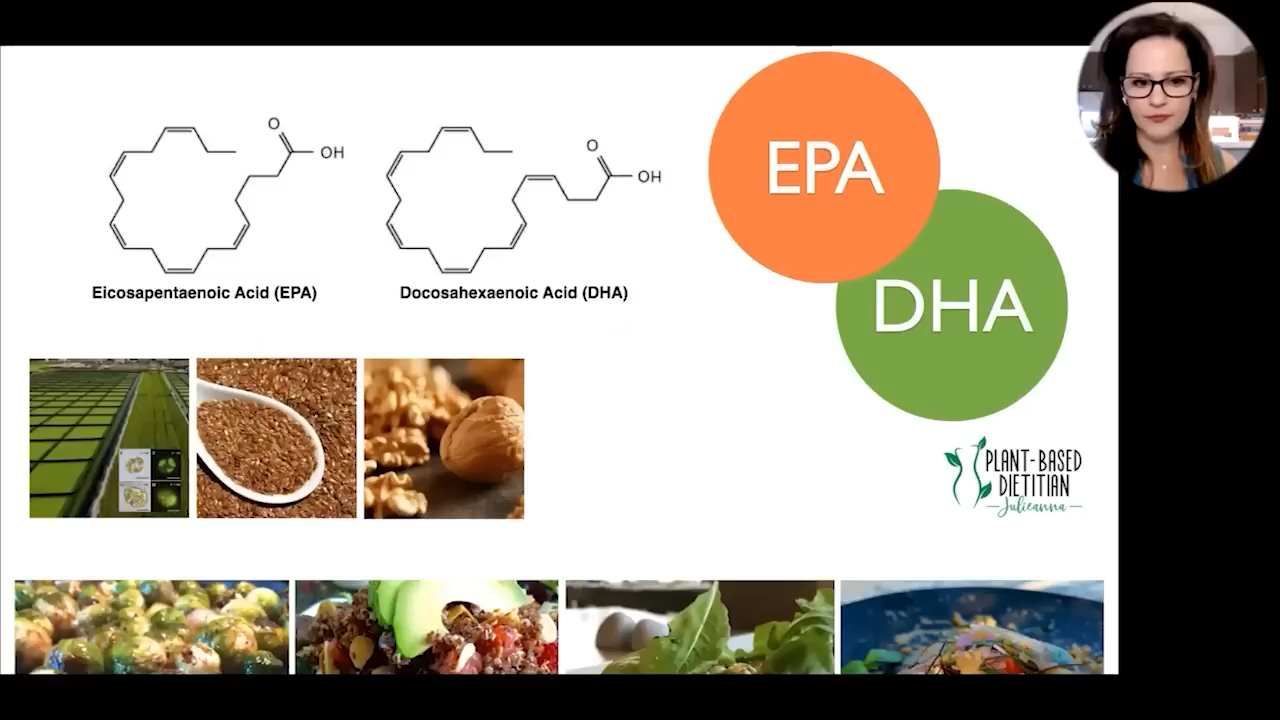 O
OH
Eicosapentaenoic Acid (EPA)
O
OH
Docosahexaenoic Acid (DHA)
EPA
DHA
PLANT-BASED
DIETITIAN
Julieanna